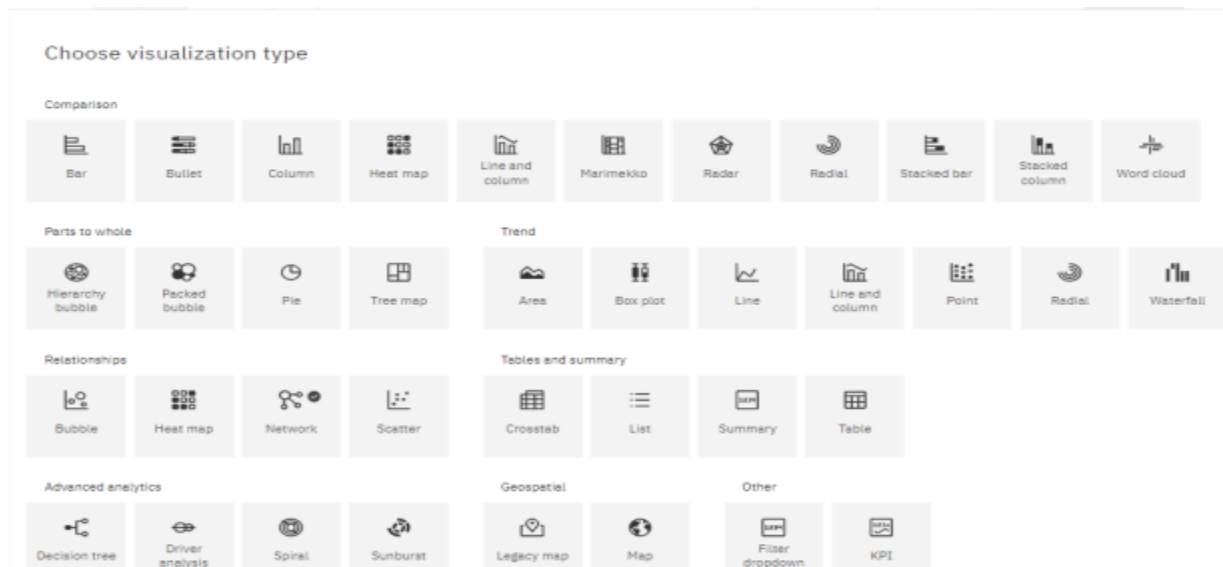 Choose visualization type
Comparison
Bar
Bullet
Column
Heat map
Line and
column
Marimekko
Radar
Radial
Stacked bar
Stacked
column
Word cloud
Parts to whole
Hierarchy
bubble
Packed
bubble
Pie
Tree map
Trend
Area
Box plot
Line
Line and
column
Point
Radial
Waterfall
Relationships
Bubble
Heat map
Network
Scatter
Tables and summary
Crosstab
List
Summary
Table
Advanced analytics
Decision tree
Driver
analysis
Spiral
Sunburst
Geospatial
Legacy map
Map
Other
Filter
dropdown
KPI